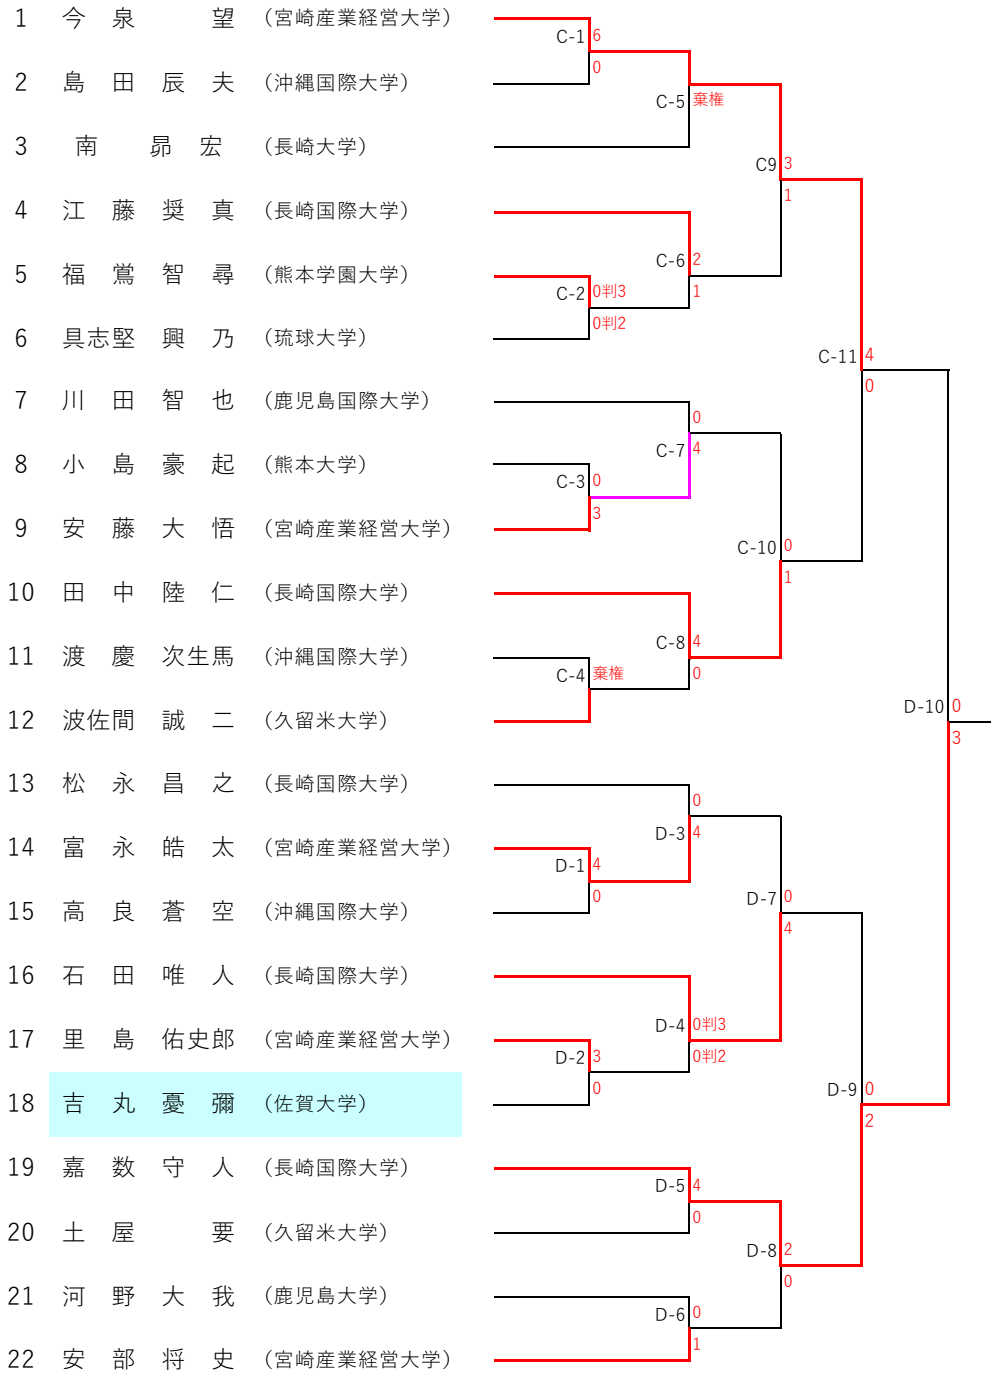 1 今泉 望 （宮崎産業経営大学）
2 島田辰夫 （沖縄国際大学）
3 南 昴宏 （長崎大学）
4 江藤奨真 （長崎国際大学）
5 福鴬智尋 （熊本学園大学）
6 具志堅興乃 （琉球大学）
7 川田智也 （鹿児島国際大学）
8 小島豪起 （熊本大学）
9 安藤大悟 （宮崎産業経営大学）
10 田中陸仁 （長崎国際大学）
11 渡慶次生馬 （沖縄国際大学）
12 波佐間誠二 （久留米大学）
13 松永昌之 （長崎国際大学）
14 富永皓太 （宮崎産業経営大学）
15 高良蒼空 （沖縄国際大学）
16 石田唯人 （長崎国際大学）
17 里島佑史郎 （宮崎産業経営大学）
18 吉丸憂彌 （佐賀大学）
19 嘉数守人 （長崎国際大学）
20 土屋 要 （久留米大学）
21 河野大我 （鹿児島大学）
22 安部将史 （宮崎産業経営大学）
C-1 6
0
C-2 0判3
0判2
C-3 0
3
C-4 棄権
D-1 4
0
D-2 3
0
C-5 棄権
C-6 2
1
C-7 0
4
C-8 4
0
D-3 0
4
D-4 0判3
0判2
D-5 4
0
D-6 0
1
C9 3
1
C-10 0
1
D-7 0
4
D-8 2
0
C-11 4
0
D-9 0
2
D-10 0
3